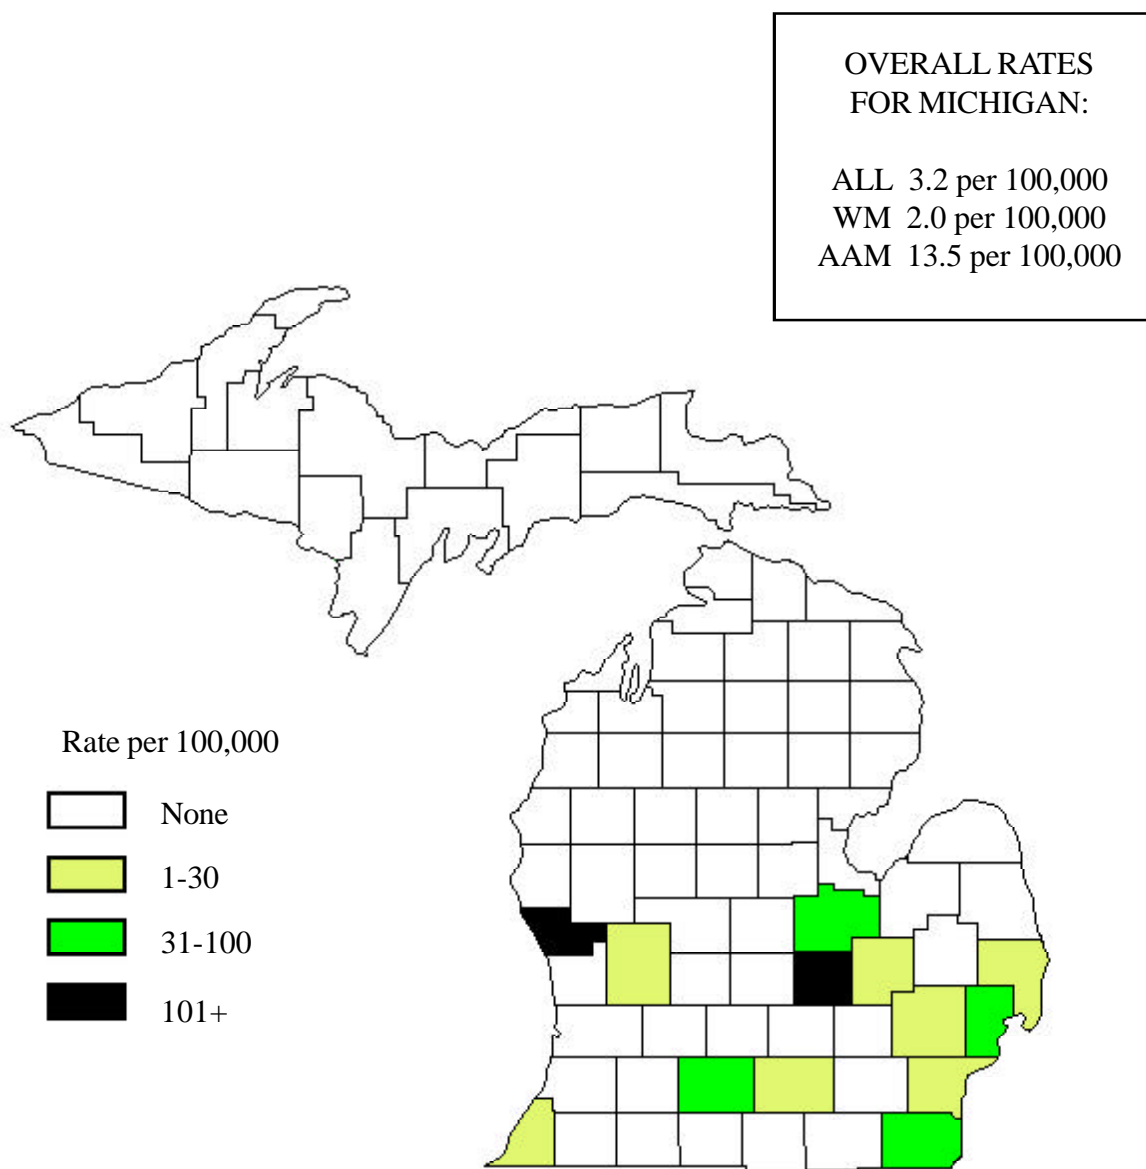 OVERALL RATES
FOR MICHIGAN:
ALL 3.2 per 100,000
WM 2.0 per 100,000
AAM 13.5 per 100,000
Rate per 100,000
None
1-30
31-100
101+